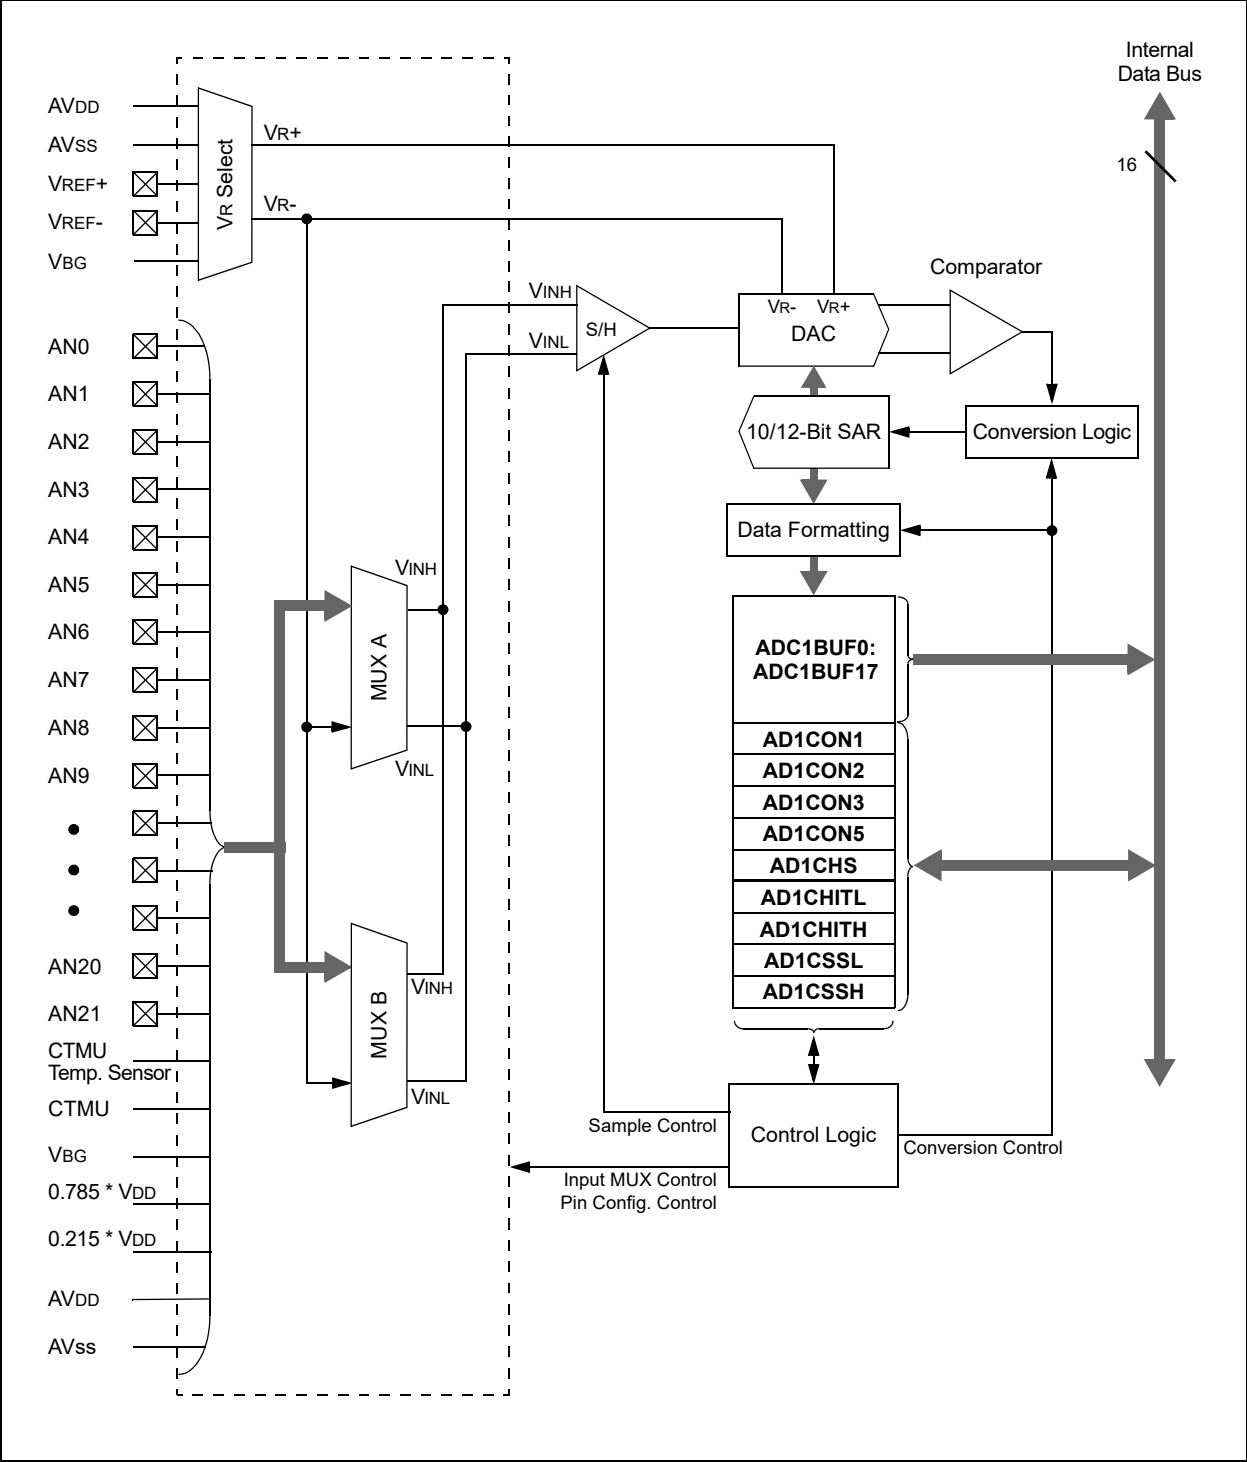 Internal
Data Bus
16
AVDD
AVSS
VREF+
VREF-
VBG
VR Select
VR+
VR-
AN0
AN1
AN2
AN3
AN4
AN5
AN6
AN7
AN8
AN9
AN20
AN21
CTMU
Temp. Sensor
CTMU
VBG
0.785 * VDD
0.215 * VDD
AVDD
AVss
VINH
MUX A
VINL
VINH
MUX B
VINL
VINH
VINL
S/H
VR- VR+
DAC
Comparator
10/12-Bit SAR
Conversion Logic
Data Formatting
ADC1BUF0:
ADC1BUF17
AD1CON1
AD1CON2
AD1CON3
AD1CON5
AD1CHS
AD1CHITL
AD1CHITH
AD1CSSL
AD1CSSH
Control Logic
Sample Control
Input MUX Control
Pin Config. Control
Conversion Control